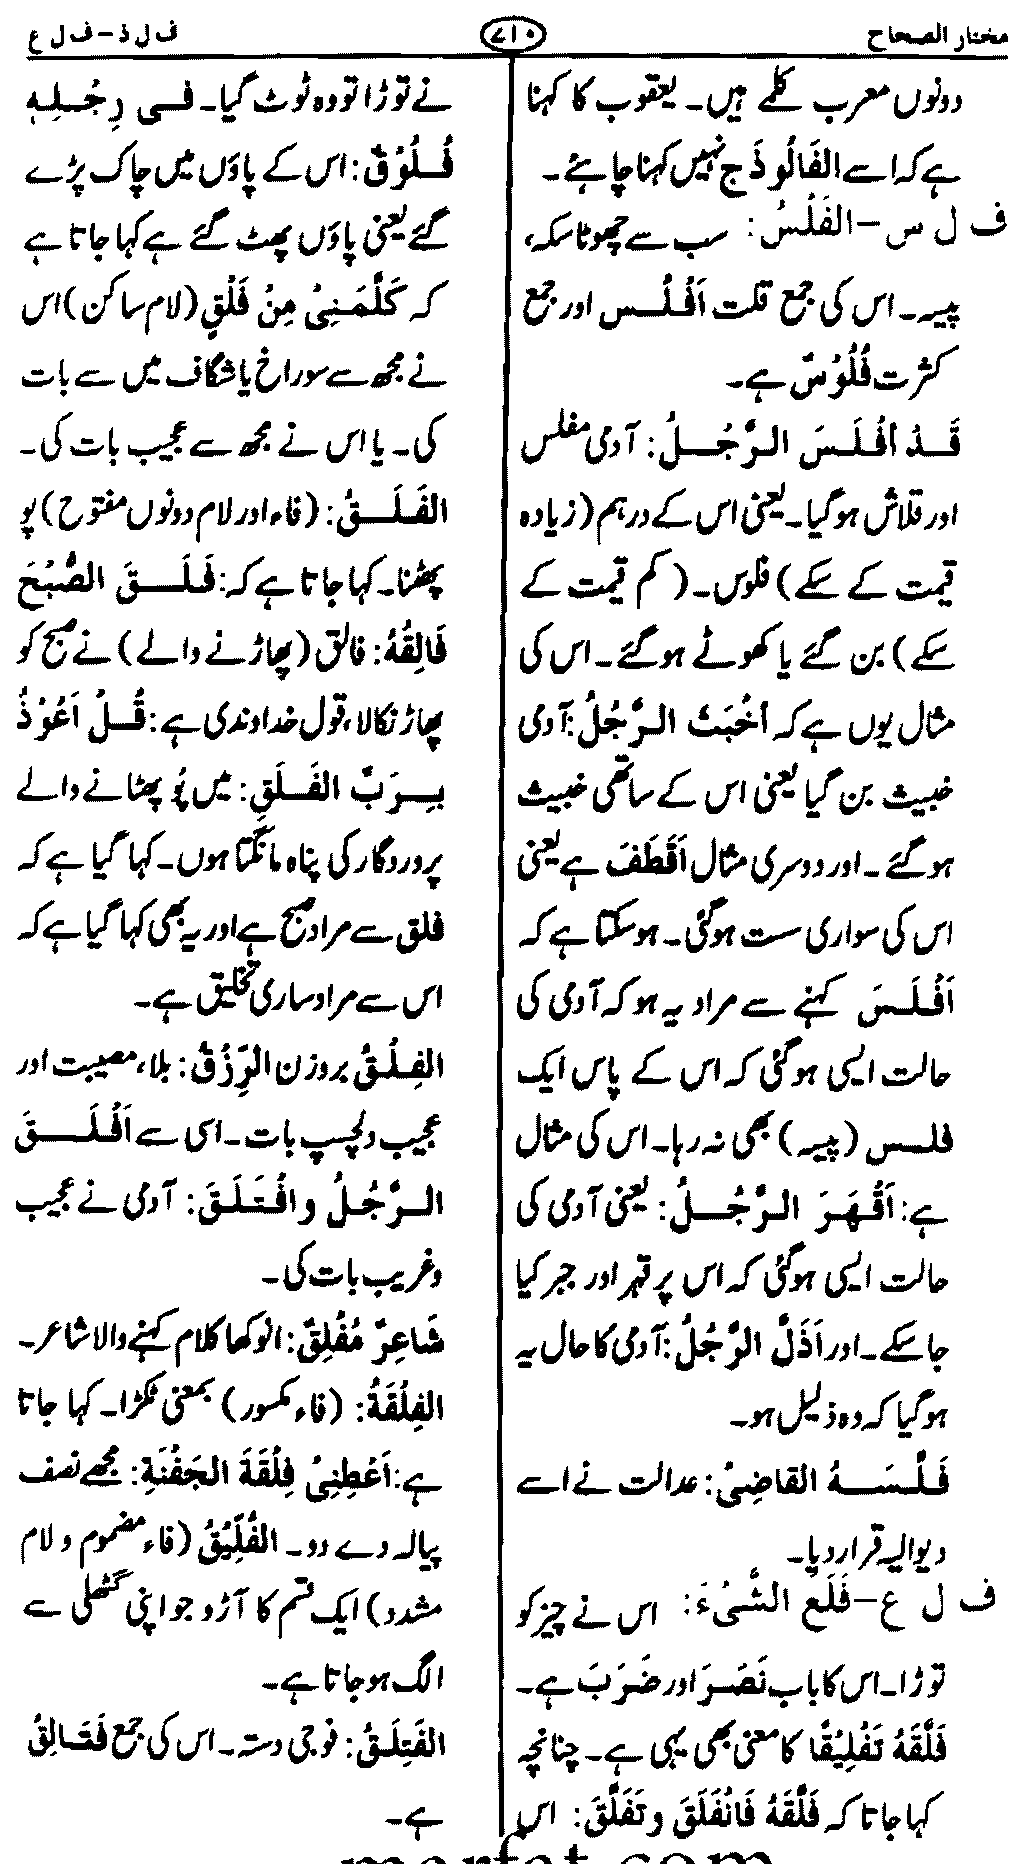 مختار الصحاح
۷۱۰
ف ل ذ – ف ل ع
دونوں معرب کلمے ہیں۔ یعقوب کا کہنا
ہے کہ اسے الفَالُوذَج نہیں کہنا چاہئے۔
ف ل س – الفَلْسُ: سب سے چھوٹا سکہ،
پیسہ۔ اس کی جمع قلت اَفْلُس اور جمع
کثرت فُلُوْسٌ ہے۔
قَدْ اَفْلَسَ الرَّجُلُ: آدمی مفلس
اور قلاش ہوگیا۔ یعنی اس کے درہم (زیادہ
قیمت کے سکے) فلوس۔ (کم قیمت کے
سکے) بن گئے یا کھوٹے ہوگئے۔ اس کی
مثال یوں ہے کہ اَخْبَثَ الرَّجُلُ: آدمی
خبیث بن گیا یعنی اس کے ساتھی خبیث
ہوگئے۔ اور دوسری مثال اَقْطَفَ ہے یعنی
اس کی سواری سست ہوگئی۔ ہوسکتا ہے کہ
اَفْلَسَ کہنے سے مراد یہ ہو کہ آدمی کی
حالت ایسی ہوگئی کہ اس کے پاس ایک
فلس (پیسہ) بھی نہ رہا۔ اس کی مثال
ہے: اَقْهَرَ الرَّجُلُ: یعنی آدمی کی
حالت ایسی ہوگئی کہ اس پر قہر اور جبر کیا
جاسکے۔ اور اَذَلَّ الرَّجُلُ: آدمی کا حال یہ
ہوگیا کہ وہ ذلیل ہو۔
فَلَّسَهُ القاضِیْ: عدالت نے اسے
دیوالیہ قرار دیا۔
ف ل ع – فَلَع الشَّیْءَ: اس نے چیز کو
توڑا۔ اس کا باب نَصَرَ اور ضَرَبَ ہے۔
فَلَّقَهُ تَفْلِیْقًا کا معنی بھی یہی ہے۔ چنانچہ
کہا جاتا کہ فَلَّقَهُ فَانْفَلَقَ وتَفَلَّقَ: اس
نے توڑا تو وہ ٹوٹ گیا۔ فی رِجْلِهٖ
فُلُوْقٌ: اس کے پاؤں میں چاک پڑے
گئے یعنی پاؤں پھٹ گئے ہے کہا جاتا ہے
کہ کَلَّمَنِیْ مِنْ فَلْقٍ (لام ساکن) اس
نے مجھ سے سوراخ یا شگاف میں سے بات
کی۔ یا اس نے مجھ سے عجیب بات کی۔
الفَلَقُ: (فاء اور لام دونوں مفتوح) پو
پھٹنا۔ کہا جاتا ہے کہ: فَلَقَ الصُّبْحَ
فَالِقُهُ: فالق (پھاڑنے والے) نے صبح کو
پھاڑ نکالا، قول خداوندی ہے: قُلْ اَعُوْذُ
بِرَبِّ الفَلَقِ: میں پَو پھٹانے والے
پروردگار کی پناہ مانگتا ہوں۔ کہا گیا ہے کہ
فلق سے مراد صبح ہے اور یہ بھی کہا گیا ہے کہ
اس سے مراد ساری تخلیق ہے۔
الفِلْقُ بروزن الرِّزْقُ: بلاء، مصیبت اور
عجیب دلچسپ بات۔ اسی سے اَفْلَقَ
الرَّجُلُ وافْتَلَقَ: آدمی نے عجیب
وغریب بات کی۔
شَاعِرٌ مُفْلِقٌ: انوکھا کلام کہنے والا شاعر۔
الفِلْقَةُ: (فاء مکسور) بمعنی ٹکڑا۔ کہا جاتا
ہے: اَعْطِنِیْ فِلْقَةَ الجَفْنَةِ: مجھے نصف
پیالہ دے دو۔ الفُلَّیْقُ (فاء مضموم و لام
مشدد) ایک قسم کا آڑو جو اپنی گٹھلی سے
الگ ہو جاتا ہے۔
الفَتِلَقُ: فوجی دستہ۔ اس کی جمع فَتَالِقُ
ہے۔
marfat.com